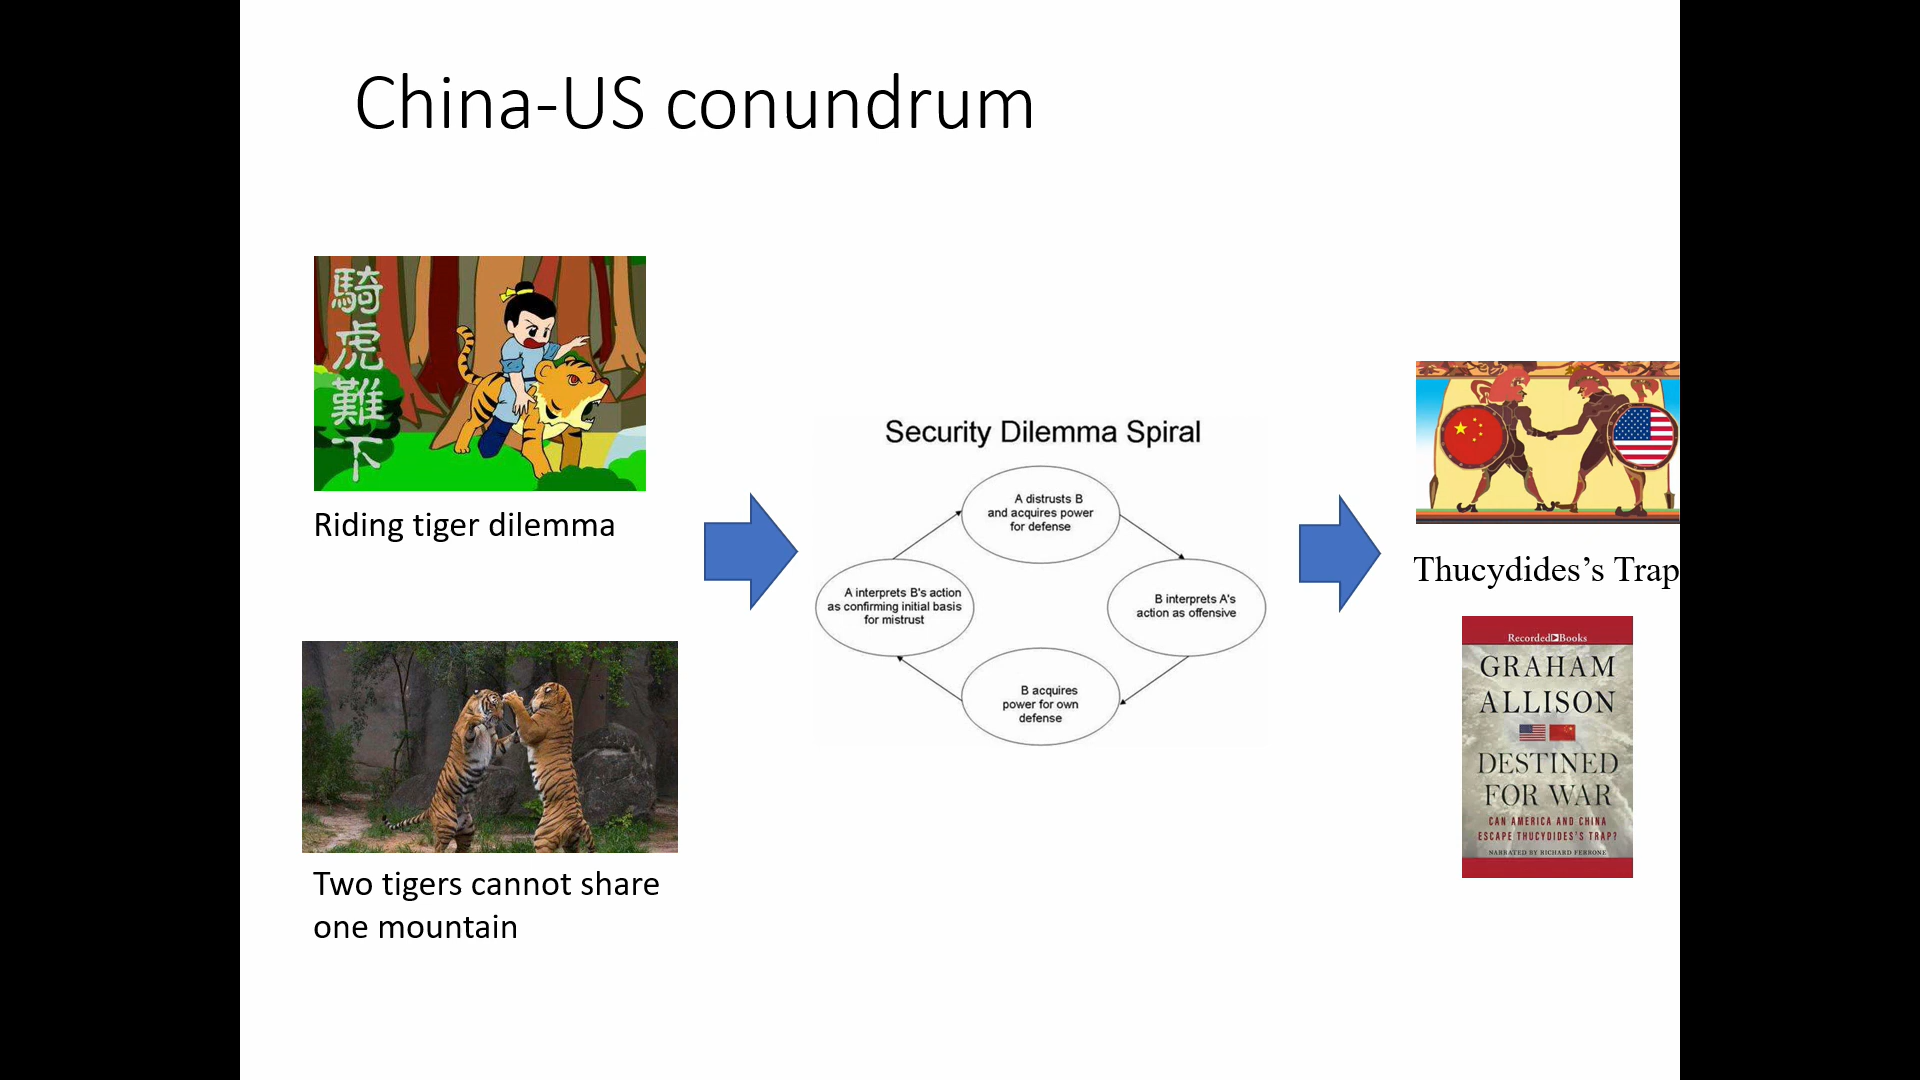 China-US conundrum
騎虎難下
Riding tiger dilemma
Two tigers cannot share
one mountain
Security Dilemma Spiral
A distrusts B
and acquires power
for defense
B interprets A's
action as offensive
B acquires
power for own
defense
A interprets B's action
as confirming initial basis
for mistrust
Thucydides’s Trap
Recorded Books
GRAHAM
ALLISON
DESTINED
FOR WAR
CAN AMERICA AND CHINA
ESCAPE THUCYDIDES'S TRAP?
NARRATED BY RICHARD FERRONE